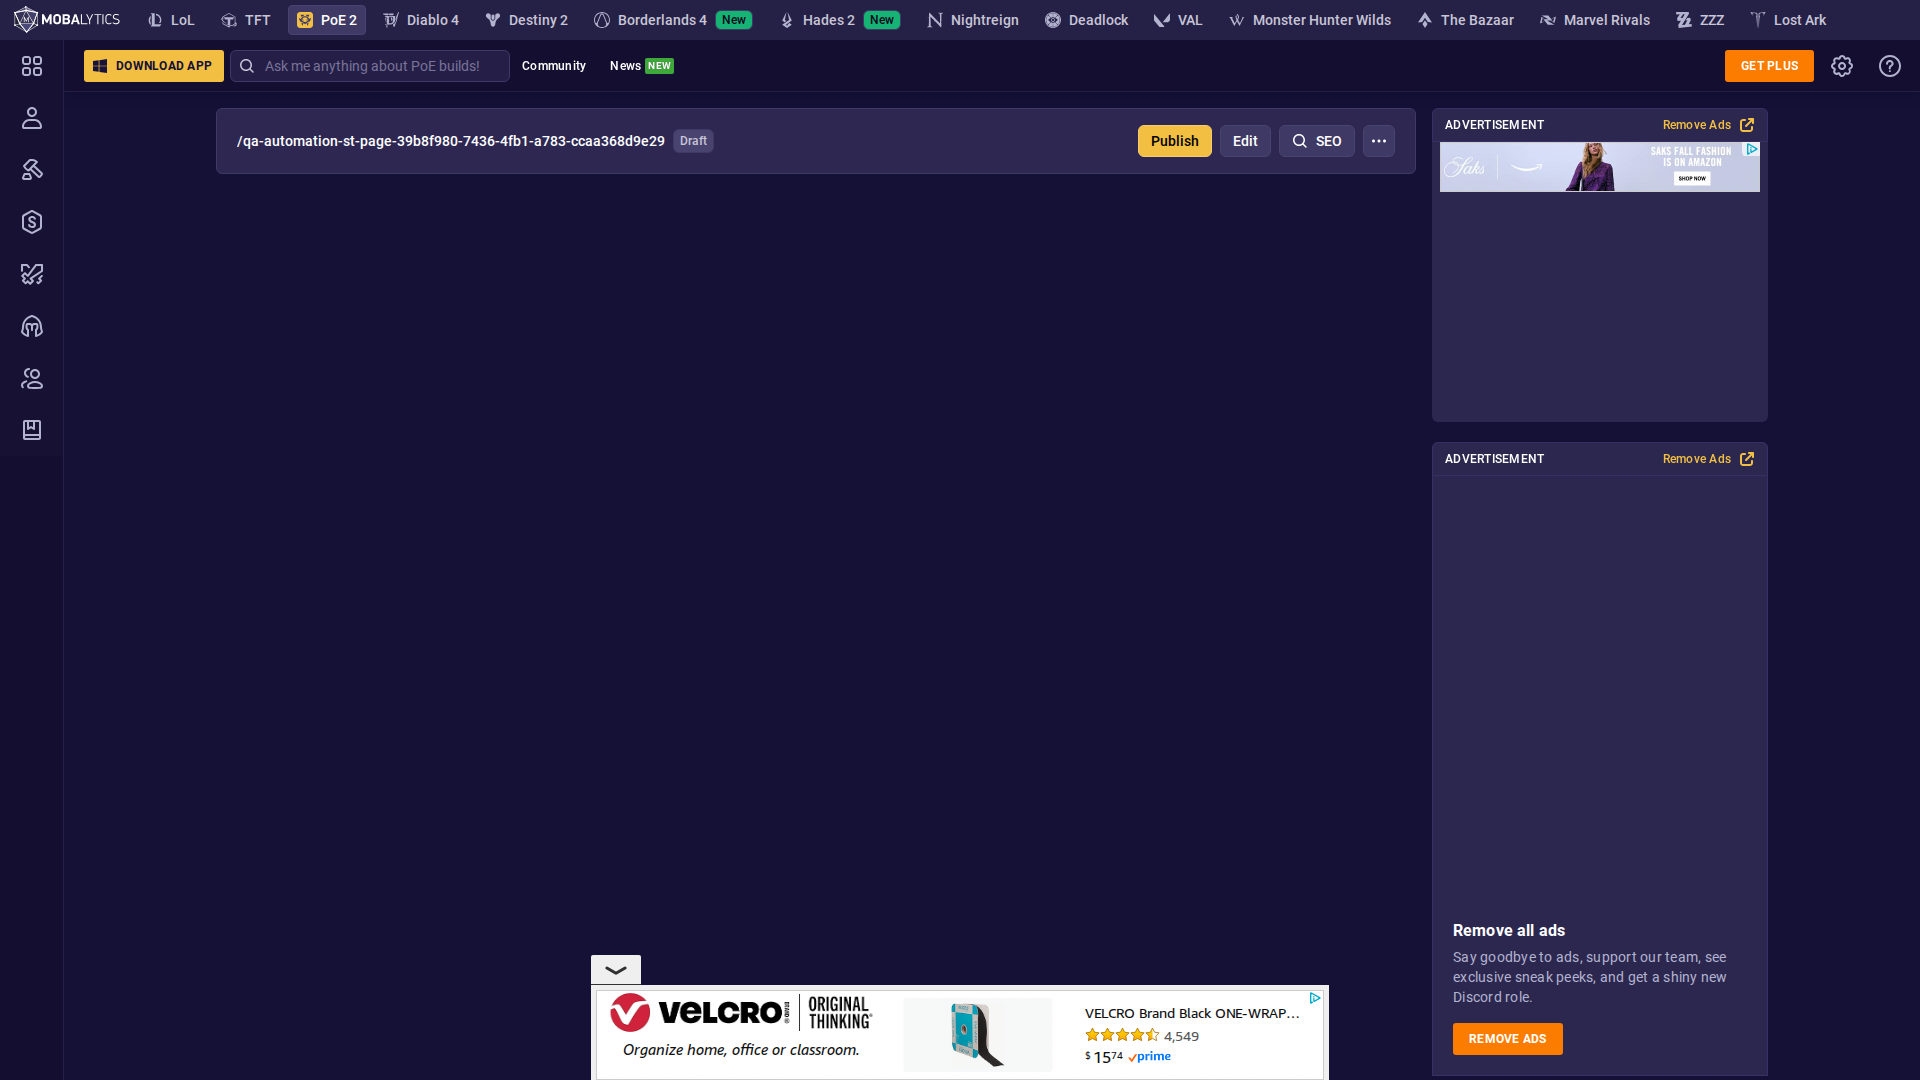 MOBALYTICS
LoL
TFT
PoE 2
Diablo 4
Destiny 2
Borderlands 4 New
Hades 2 New
Nightreign
Deadlock
VAL
Monster Hunter Wilds
The Bazaar
Marvel Rivals
ZZZ
Lost Ark
DOWNLOAD APP
Ask me anything about PoE builds!
Community
News NEW
GET PLUS
/qa-automation-st-page-39b8f980-7436-4fb1-a783-ccaa368d9e29 Draft
Publish
Edit
SEO
ADVERTISEMENT
Remove Ads
Saks
SAKS FALL FASHION
IS ON AMAZON
SHOP NOW
ADVERTISEMENT
Remove Ads
Remove all ads
Say goodbye to ads, support our team, see
exclusive sneak peeks, and get a shiny new
Discord role.
REMOVE ADS
VELCRO BRAND
ORIGINAL
THINKING
Organize home, office or classroom.
VELCRO Brand Black ONE-WRAP...
4,549
$ 15 74 prime